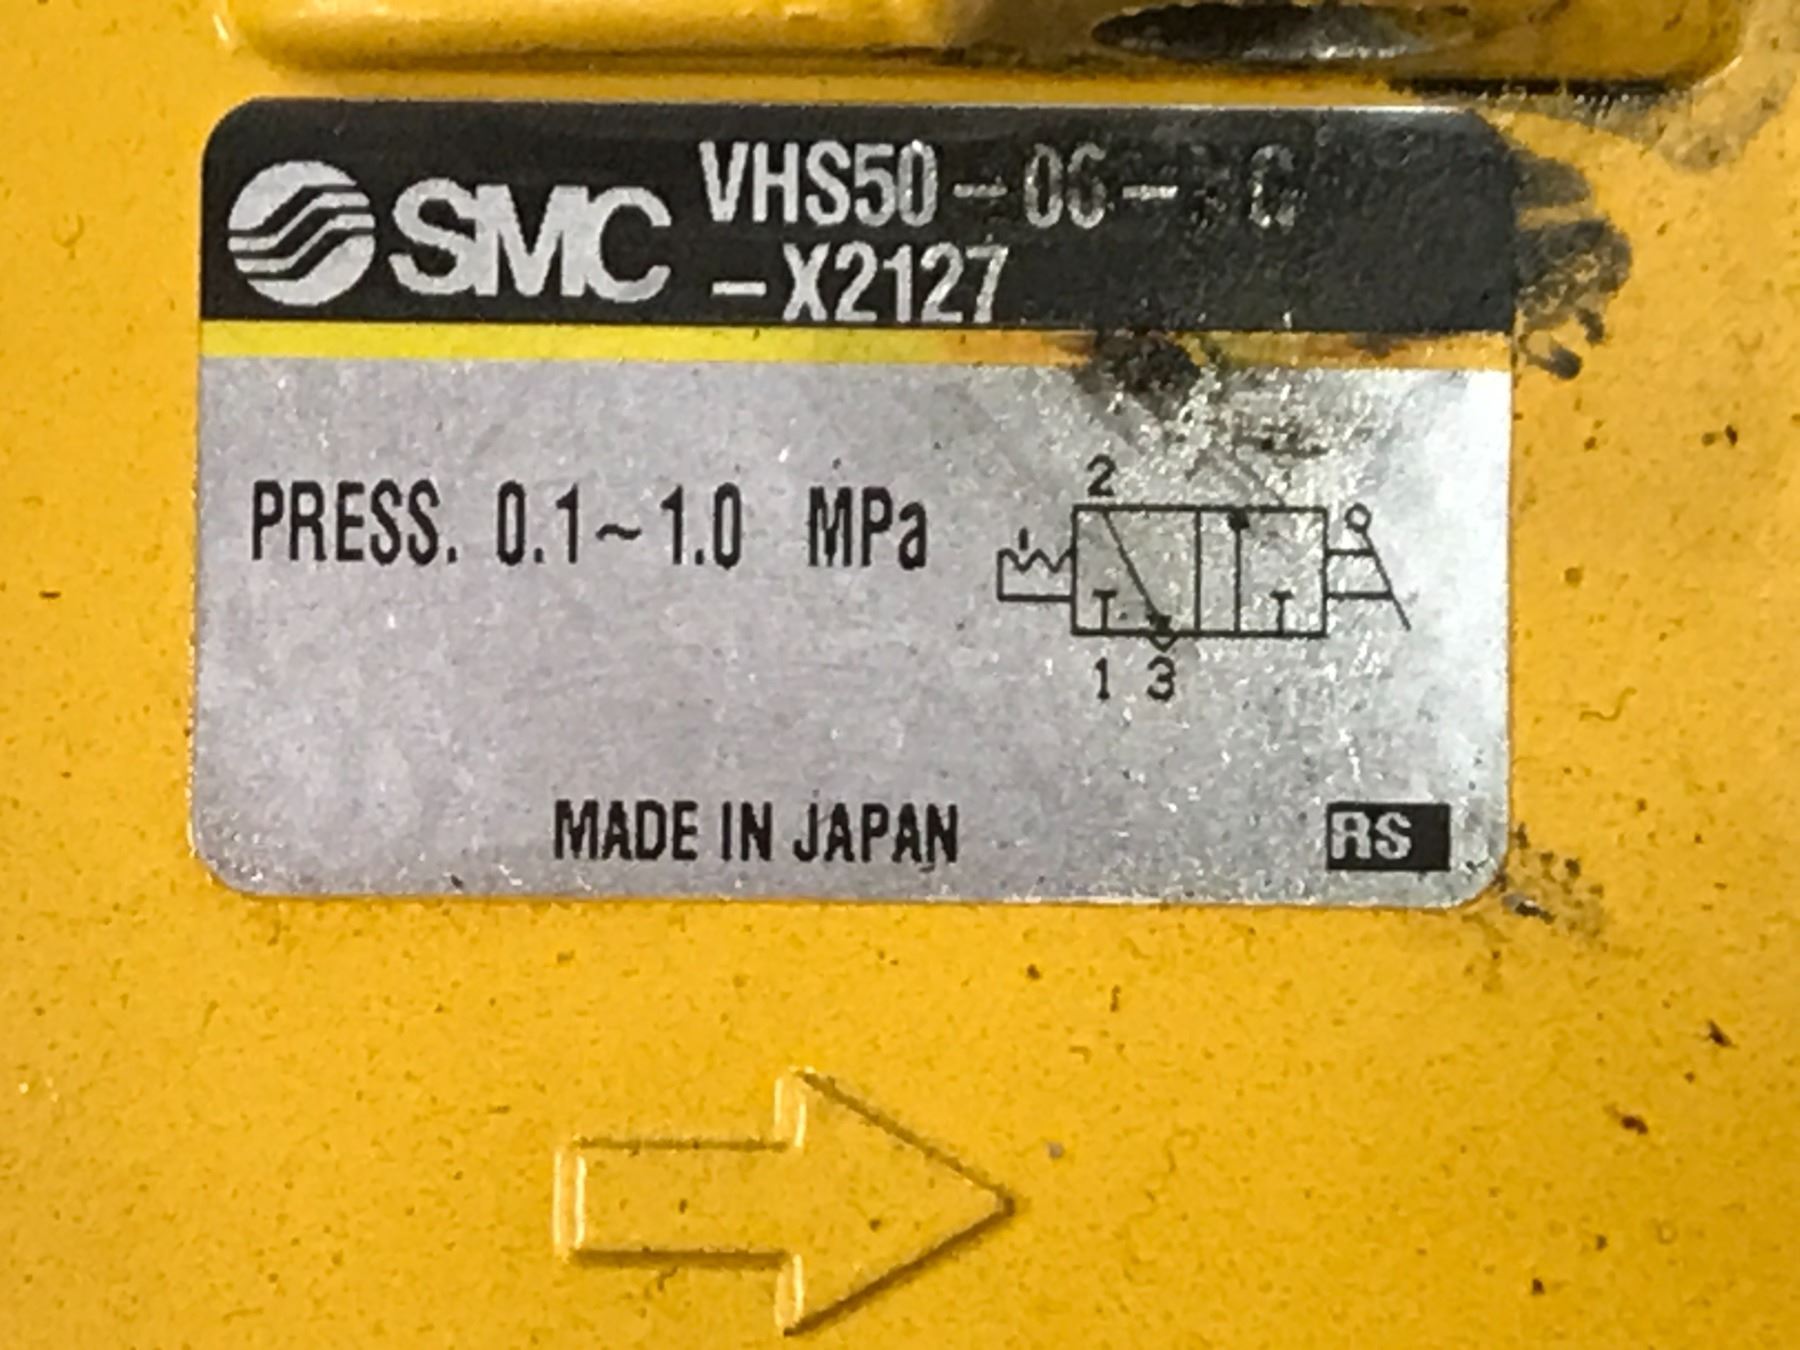 SMC VHS50-06-
-X2127
PRESS. 0.1~1.0 MPa
2
1 3
MADE IN JAPAN
RS